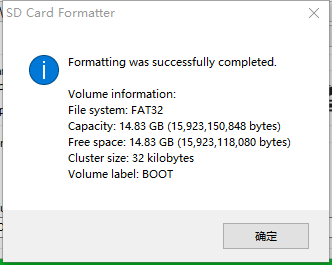 SD Card Formatter
Formatting was successfully completed.
Volume information:
File system: FAT32
Capacity: 14.83 GB (15,923,150,848 bytes)
Free space: 14.83 GB (15,923,118,080 bytes)
Cluster size: 32 kilobytes
Volume label: BOOT
确定